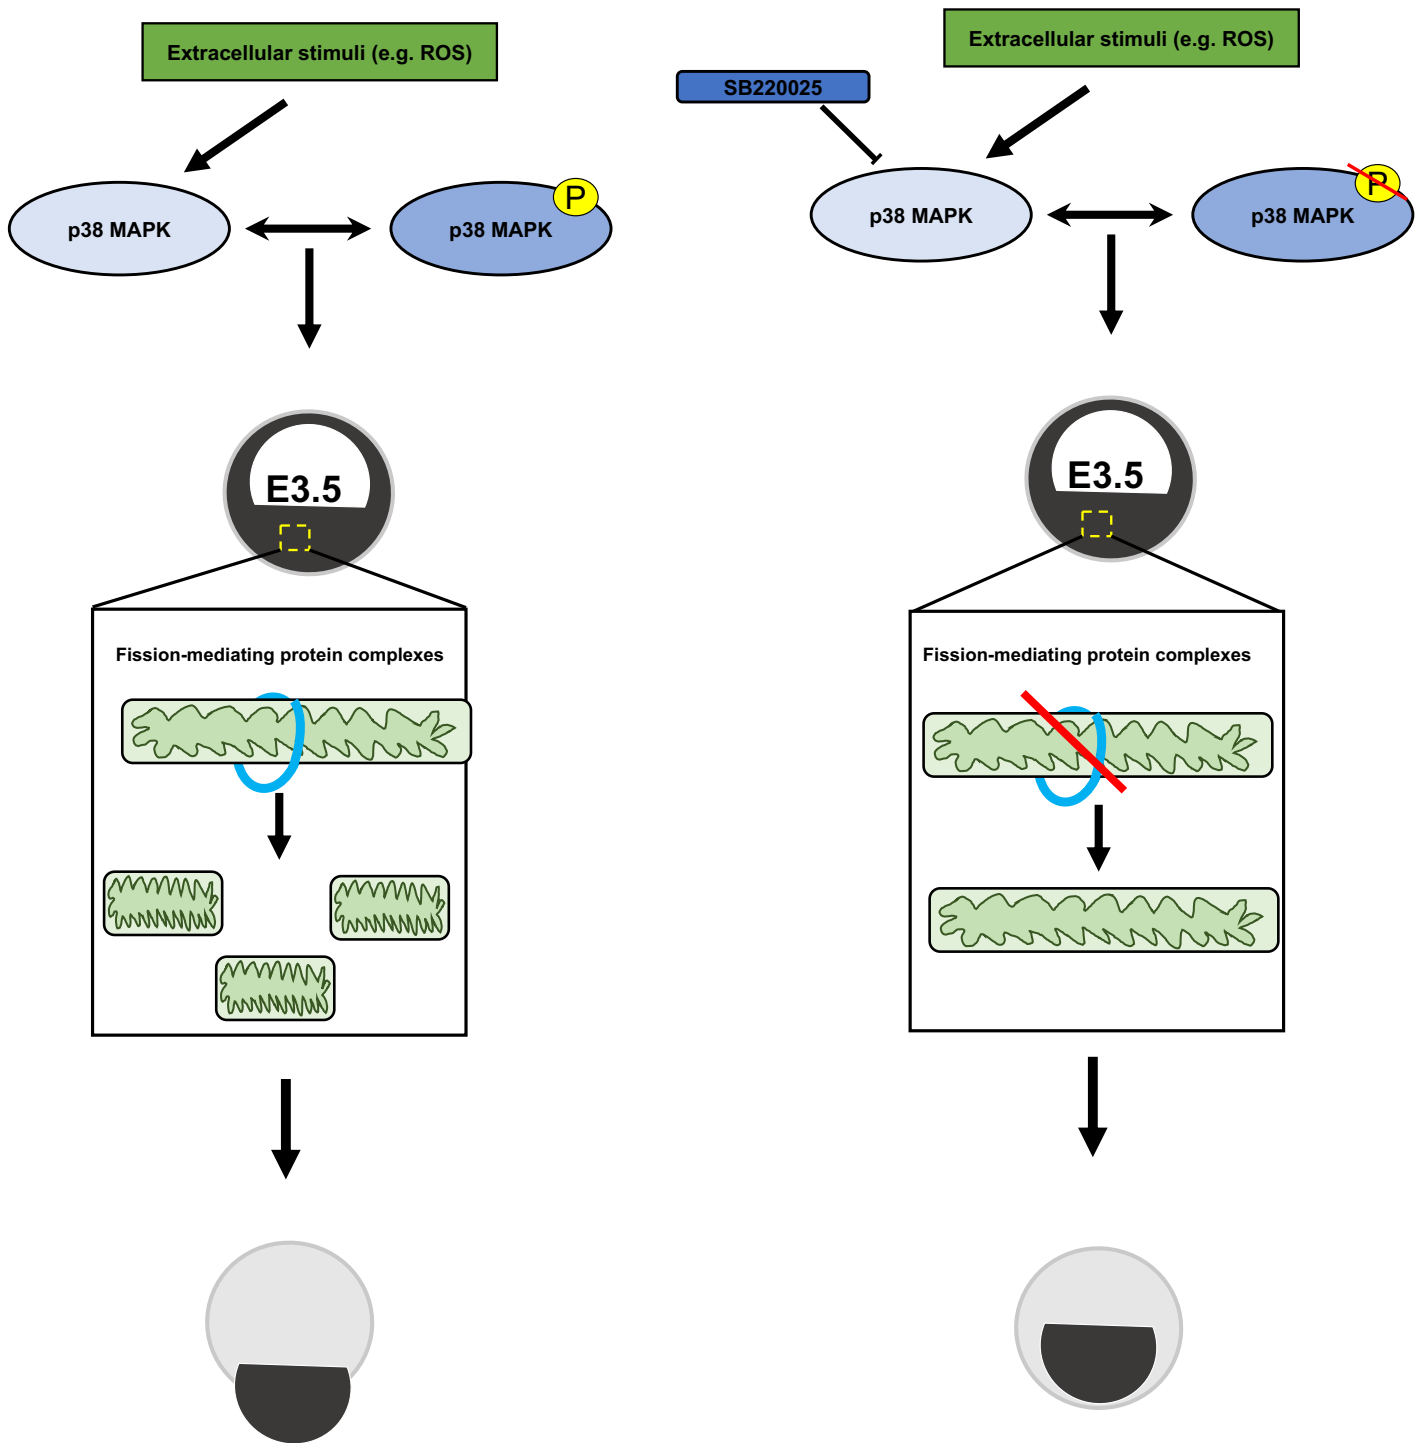 Extracellular stimuli (e.g. ROS)
p38 MAPK
p38 MAPK
P
E3.5
Fission-mediating protein complexes
Extracellular stimuli (e.g. ROS)
SB220025
p38 MAPK
p38 MAPK
P
E3.5
Fission-mediating protein complexes